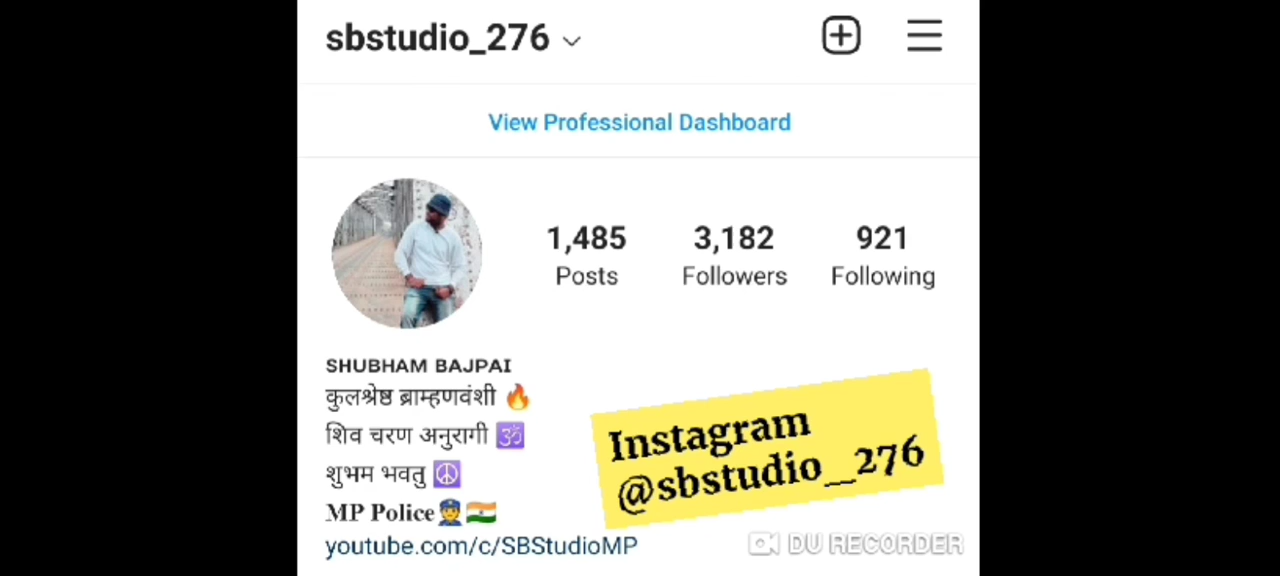 sbstudio_276
View Professional Dashboard
1,485 3,182 921
Posts Followers Following
SHUBHAM BAJPAI
कुलश्रेष्ठ ब्राम्हणवंशी 🔥
शिव चरण अनुरागी 🕉
शुभम भवतु ☮
MP Police👮🇮🇳
youtube.com/c/SBStudioMP
Instagram
@sbstudio_276
DU RECORDER